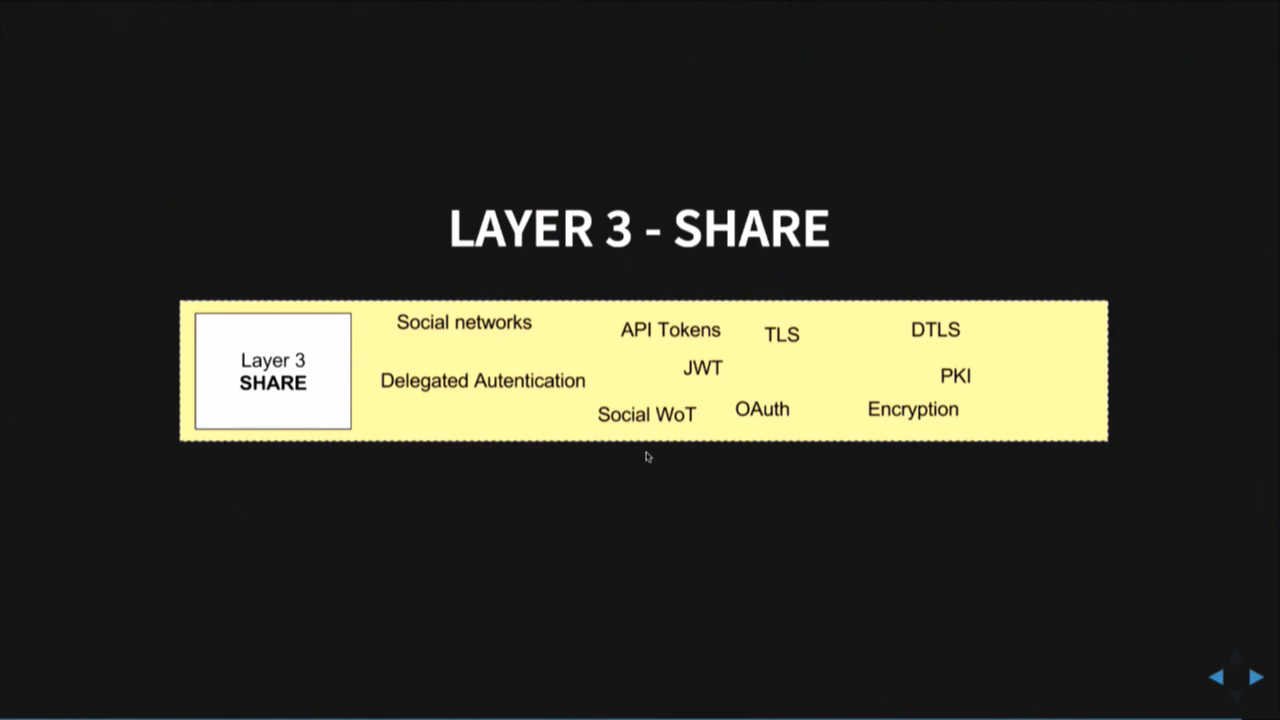 LAYER 3 - SHARE
Layer 3
SHARE
Social networks
API Tokens
TLS
DTLS
JWT
PKI
Delegated Autentication
Social WoT
OAuth
Encryption